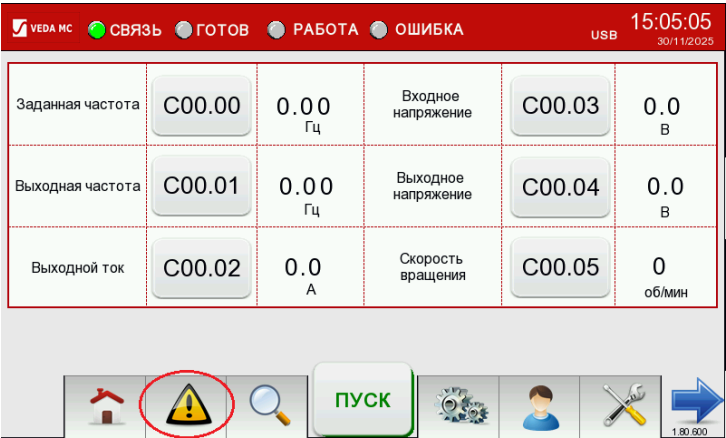 VEDA MC СВЯЗЬ ГОТОВ РАБОТА ОШИБКА USB 15:05:05
30/11/2025
Заданная частота C00.00 0.00 Гц Входное напряжение C00.03 0.0 В
Выходная частота C00.01 0.00 Гц Выходное напряжение C00.04 0.0 В
Выходной ток C00.02 0.0 А Скорость вращения C00.05 0 об/мин
ПУСК
1.80.600